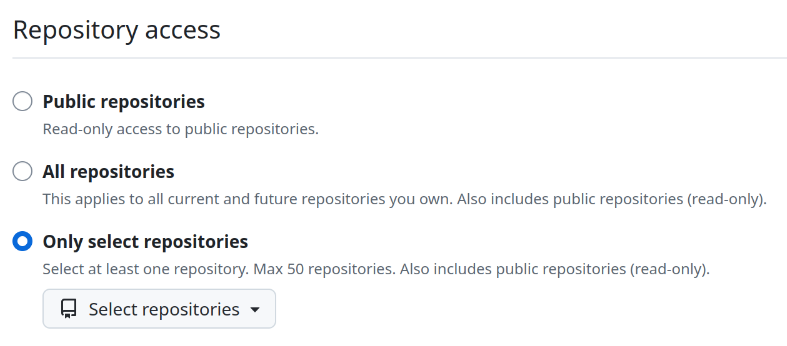 Repository access
Public repositories
Read-only access to public repositories.
All repositories
This applies to all current and future repositories you own. Also includes public repositories (read-only).
Only select repositories
Select at least one repository. Max 50 repositories. Also includes public repositories (read-only).
Select repositories